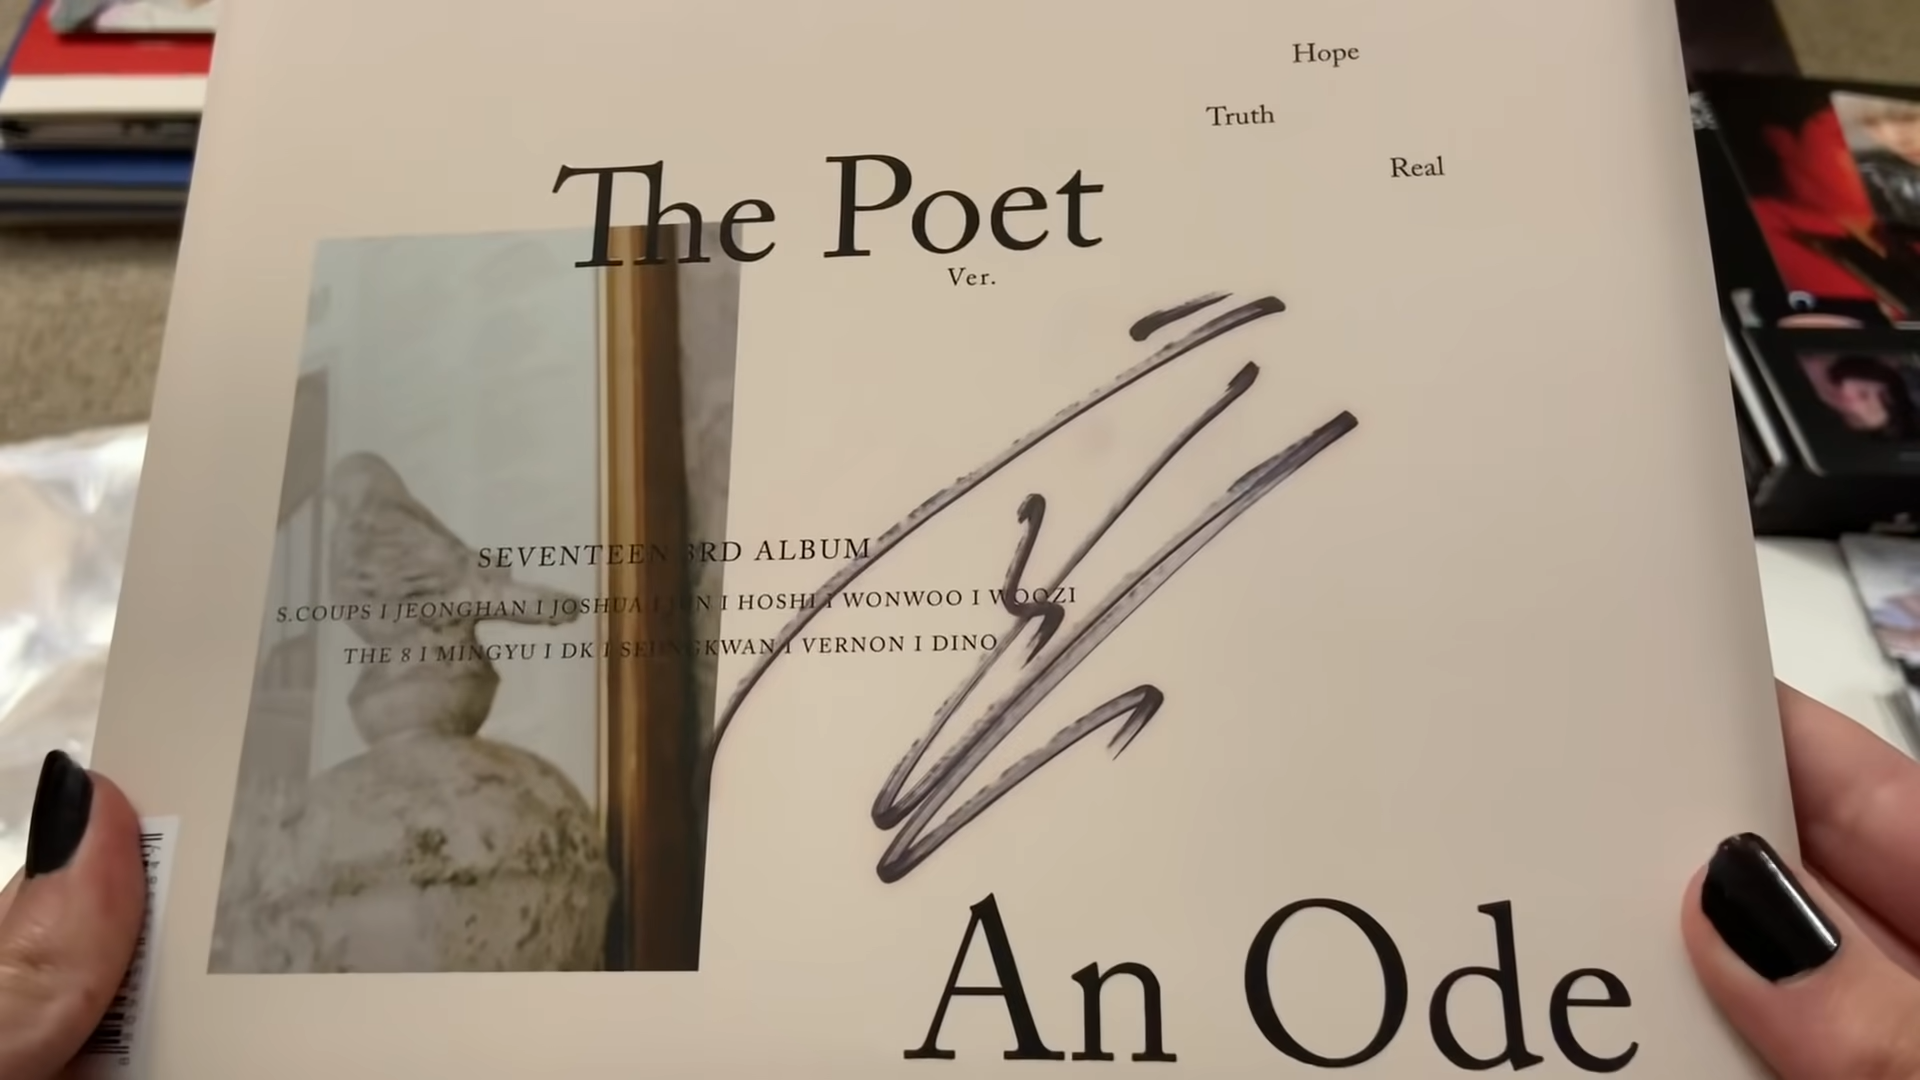 Hope
Truth
Real
The Poet
Ver.
SEVENTEEN 3RD ALBUM
S.COUPS I JEONGHAN I JOSHUA I JUN I HOSHI I WONWOO I WOOZI
THE 8 I MINGYU I DK I SEUNGKWAN I VERNON I DINO
An Ode